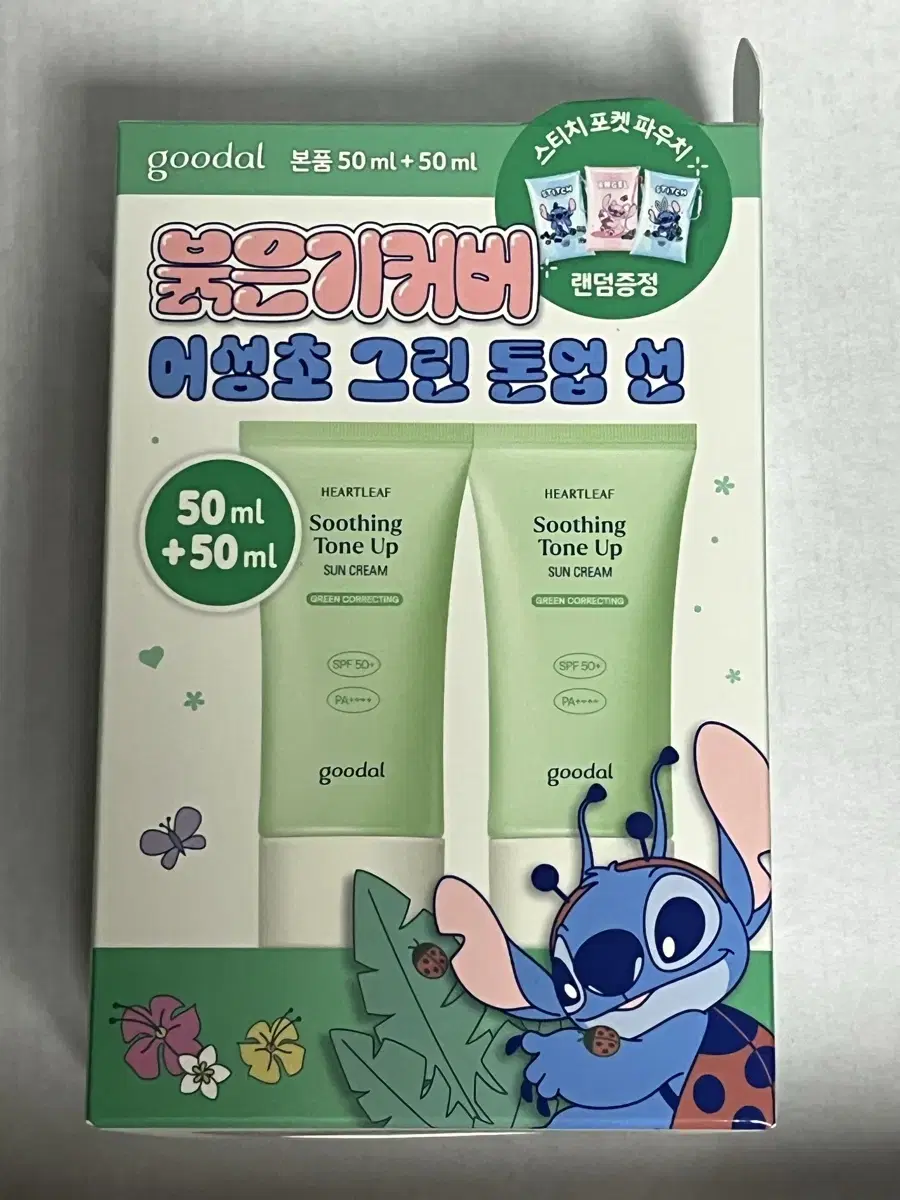 goodal 본품 50 ml + 50 ml
스티치 포켓 파우치
STITCH
ANGEL
STITCH
랜덤증정
붉은기커버
어성초 그린 톤업 선
50 ml
+50 ml
HEARTLEAF
Soothing
Tone Up
SUN CREAM
GREEN CORRECTING
SPF 50+
PA++++
goodal
HEARTLEAF
Soothing
Tone Up
SUN CREAM
GREEN CORRECTING
SPF 50+
PA++++
goodal